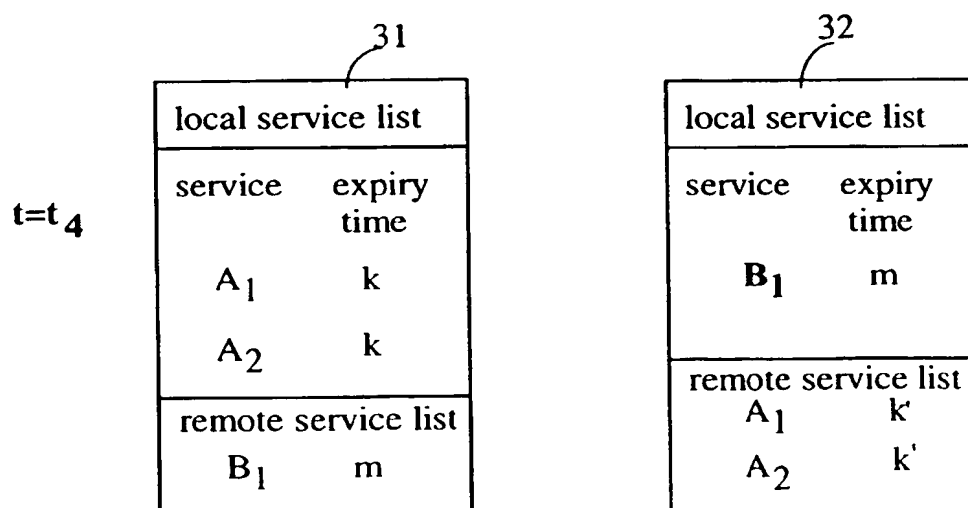 31
local service list
service expiry time
t=t4
A1 k
A2 k
remote service list
B1 m
32
local service list
service expiry time
B1 m
remote service list
A1 k'
A2 k'